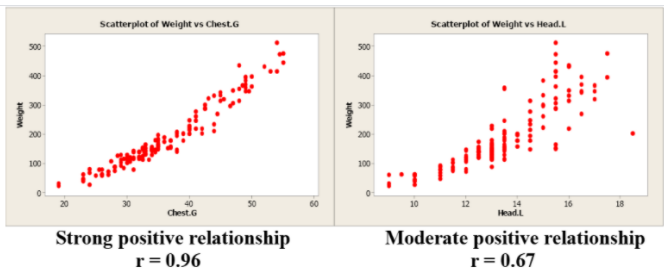 Scatterplot of Weight vs Chest.G
500
400
300
200
100
0
Weight
20
30
40
50
60
Chest.G
Strong positive relationship
r = 0.96
Scatterplot of Weight vs Head.L
500
400
300
200
100
0
Weight
10
12
14
16
18
Head.L
Moderate positive relationship
r = 0.67